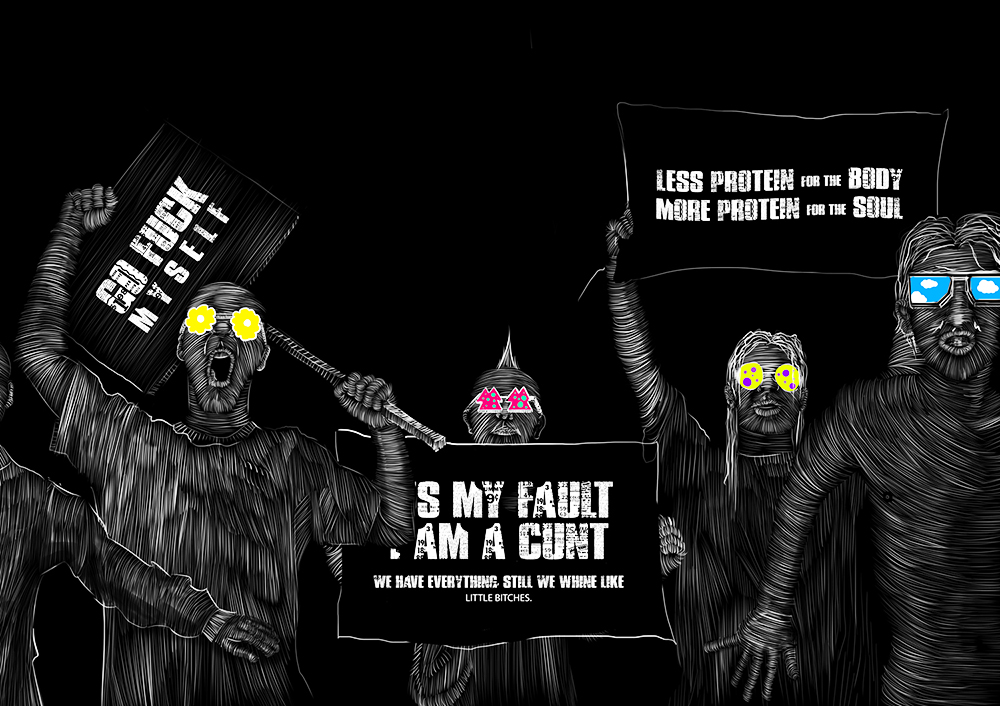 GO FUCK
MYSELF
LESS PROTEIN FOR THE BODY
MORE PROTEIN FOR THE SOUL
'S MY FAULT
I AM A CUNT
WE HAVE EVERYTHING. STILL WE WHINE LIKE
LITTLE BITCHES.